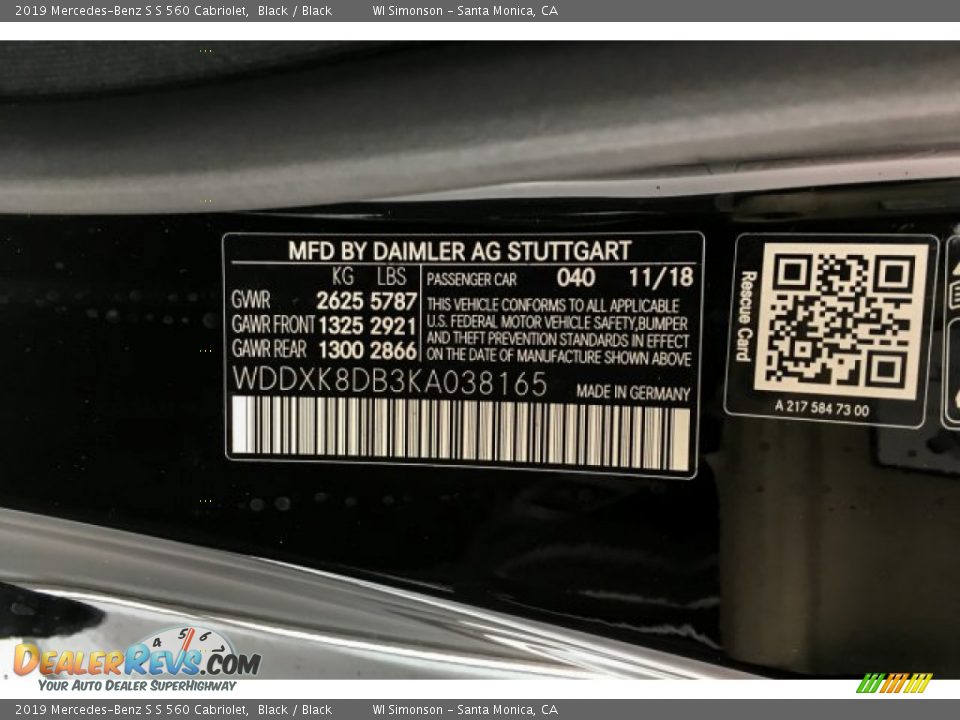 2019 Mercedes-Benz S S 560 Cabriolet, Black / Black WI Simonson - Santa Monica, CA
MFD BY DAIMLER AG STUTTGART
KG LBS
GWR 2625 5787
GAWR FRONT 1325 2921
GAWR REAR 1300 2866
PASSENGER CAR 040 11/18
THIS VEHICLE CONFORMS TO ALL APPLICABLE
U.S. FEDERAL MOTOR VEHICLE SAFETY,BUMPER
AND THEFT PREVENTION STANDARDS IN EFFECT
ON THE DATE OF MANUFACTURE SHOWN ABOVE
WDDXK8DB3KA038165 MADE IN GERMANY
Rescue Card
A 217 584 73 00
4 5 6
DEALERREVS.COM
YOUR AUTO DEALER SUPERHIGHWAY
2019 Mercedes-Benz S S 560 Cabriolet, Black / Black WI Simonson - Santa Monica, CA